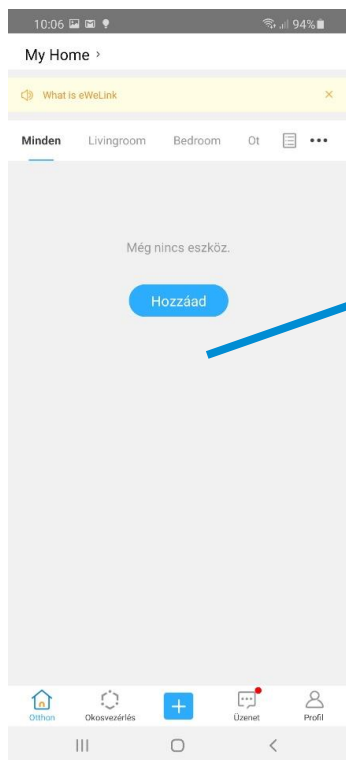 10:06 94%
My Home >
What is eWeLink ×
Minden Livingroom Bedroom Ot
Még nincs eszköz.
Hozzáad
Otthon Okosvezérlés Üzenet Profil